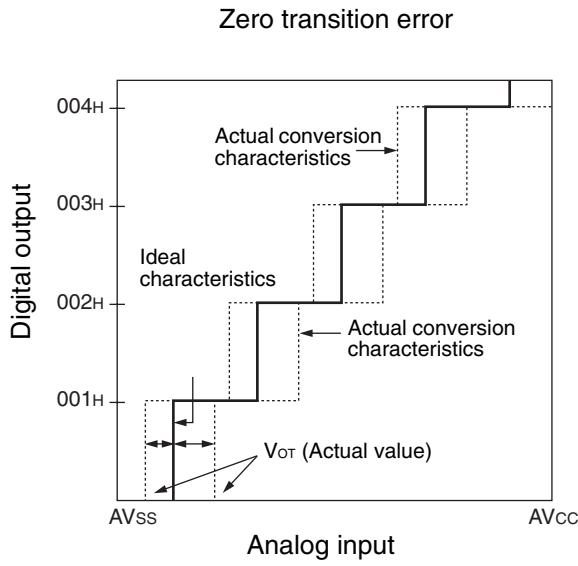 Zero transition error
004H
Actual conversion
characteristics
003H
Digital output
Ideal
characteristics
002H
Actual conversion
characteristics
001H
VOT (Actual value)
AVSS
AVCC
Analog input